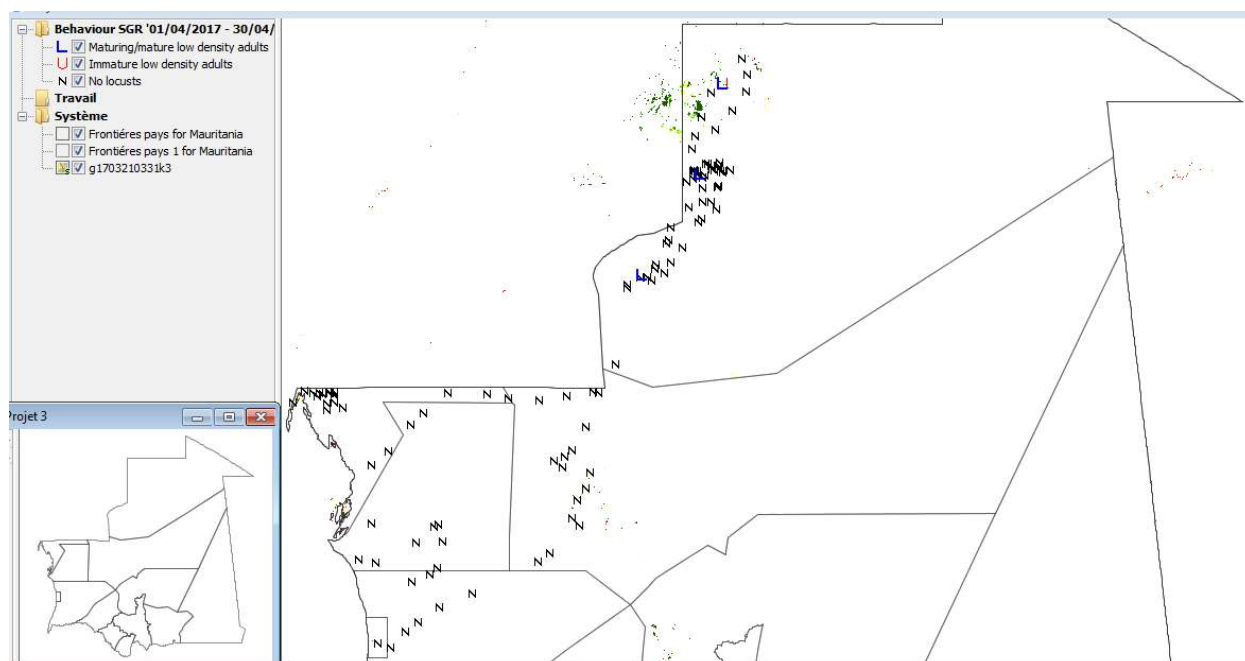 Behaviour SGR '01/04/2017 - 30/04/
Maturing/mature low density adults
Immature low density adults
N No locusts
Travail
Système
Frontiéres pays for Mauritania
Frontiéres pays 1 for Mauritania
g1703210331k3
Projet 3